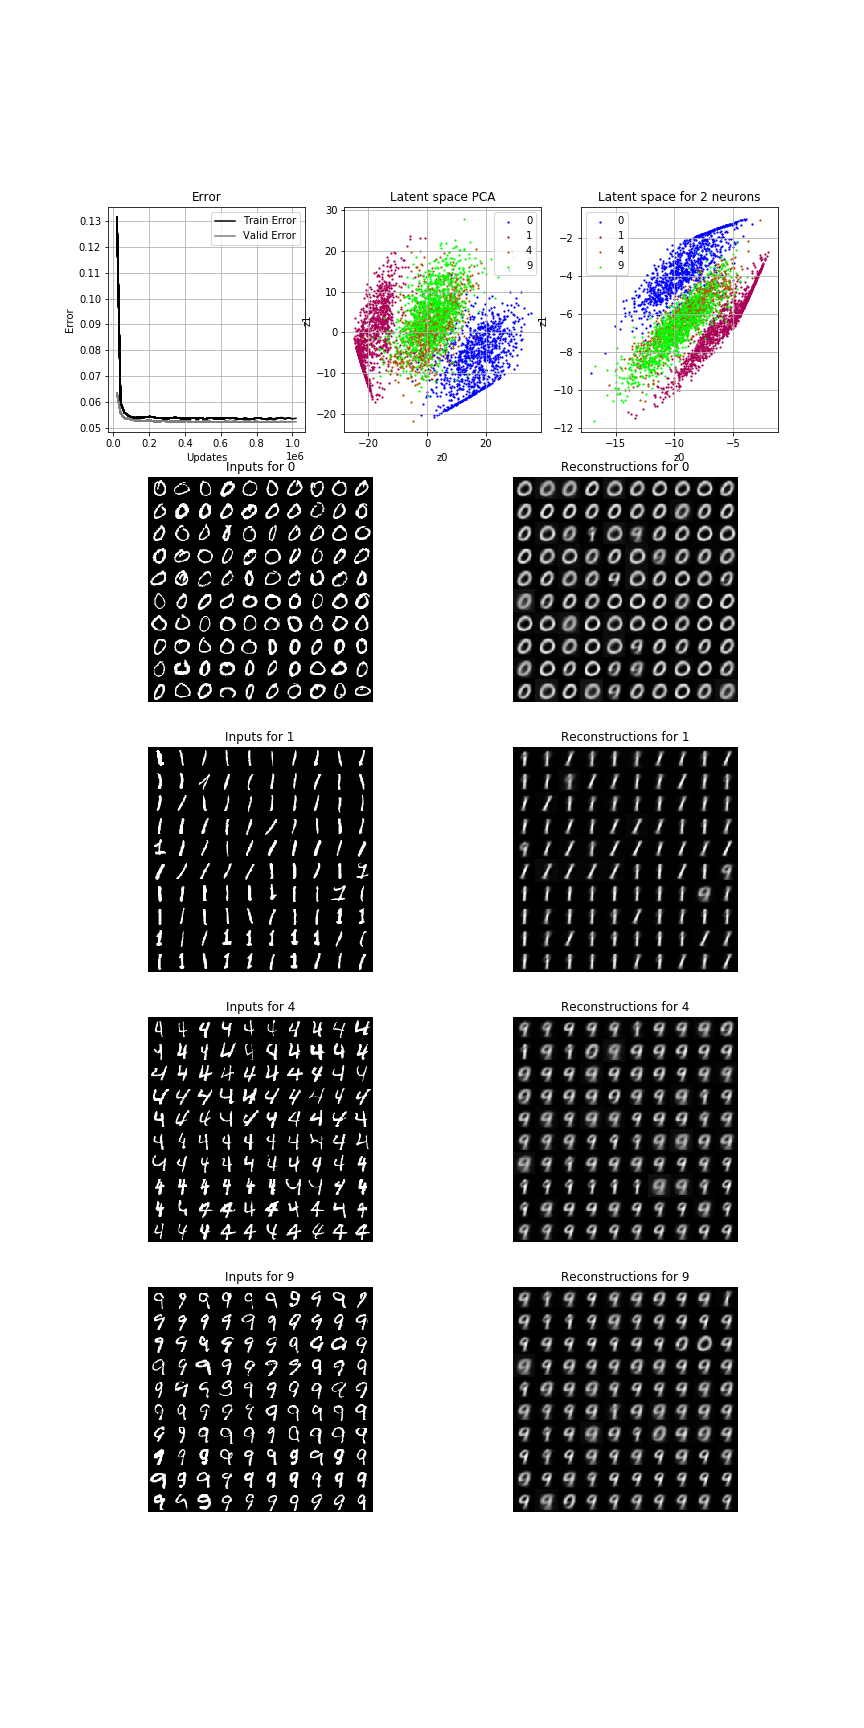 Error
Latent space PCA
Latent space for 2 neurons
Train Error
Valid Error
0
1
4
9
0
1
4
9
0.13
0.12
0.11
0.10
0.09
0.08
0.07
0.06
0.05
Error
0.0
0.2
0.4
0.6
0.8
1.0
1e6
Updates
30
20
10
0
−10
−20
z1
−20
0
20
z0
−2
−4
−6
−8
−10
−12
z1
−15
−10
−5
z0
Inputs for 0
Reconstructions for 0
Inputs for 1
Reconstructions for 1
Inputs for 4
Reconstructions for 4
Inputs for 9
Reconstructions for 9